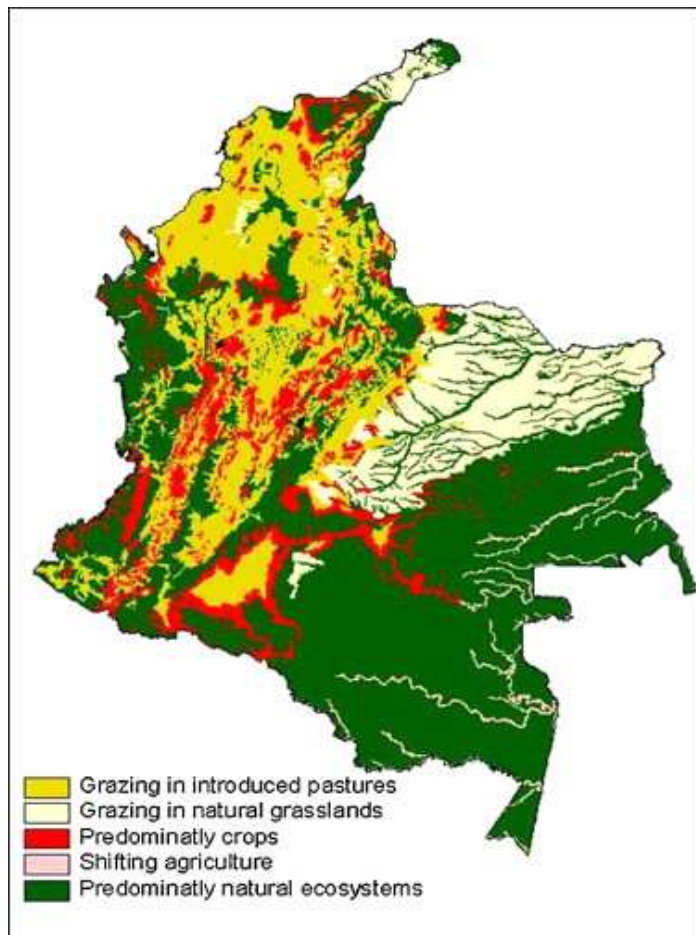 Grazing in introduced pastures
Grazing in natural grasslands
Predominatly crops
Shifting agriculture
Predominatly natural ecosystems